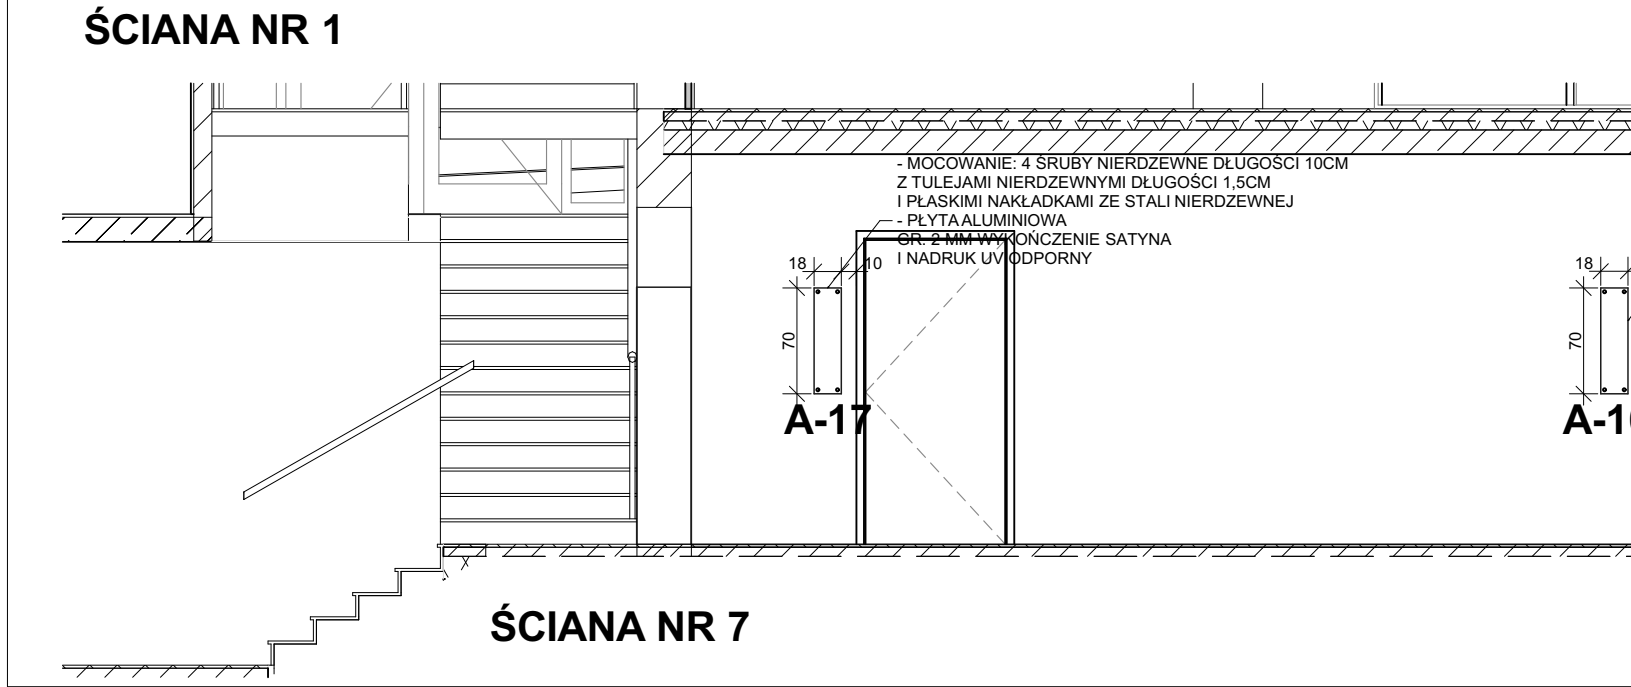 ŚCIANA NR 1
- MOCOWANIE: 4 ŚRUBY NIERDZEWNE DŁUGOŚCI 10CM
Z TULEJAMI NIERDZEWNYMI DŁUGOŚCI 1,5CM
I PŁASKIMI NAKŁADKAMI ZE STALI NIERDZEWNEJ
- PŁYTA ALUMINIOWA
GR. 2 MM WYKOŃCZENIE SATYNA
I NADRUK UV ODPORNY
18
10
70
A-17
18
70
ŚCIANA NR 7